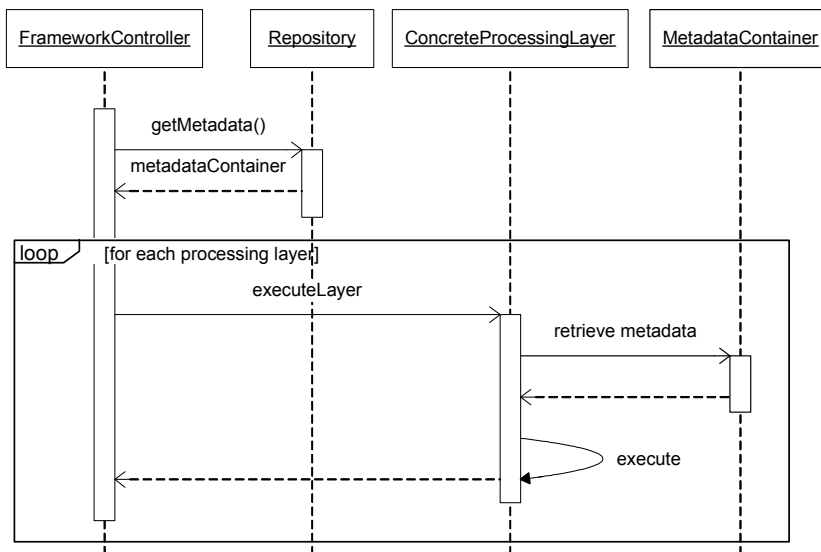 FrameworkController
Repository
ConcreteProcessingLayer
MetadataContainer
getMetadata()
metadataContainer
loop
[for each processing layer]
executeLayer
retrieve metadata
execute